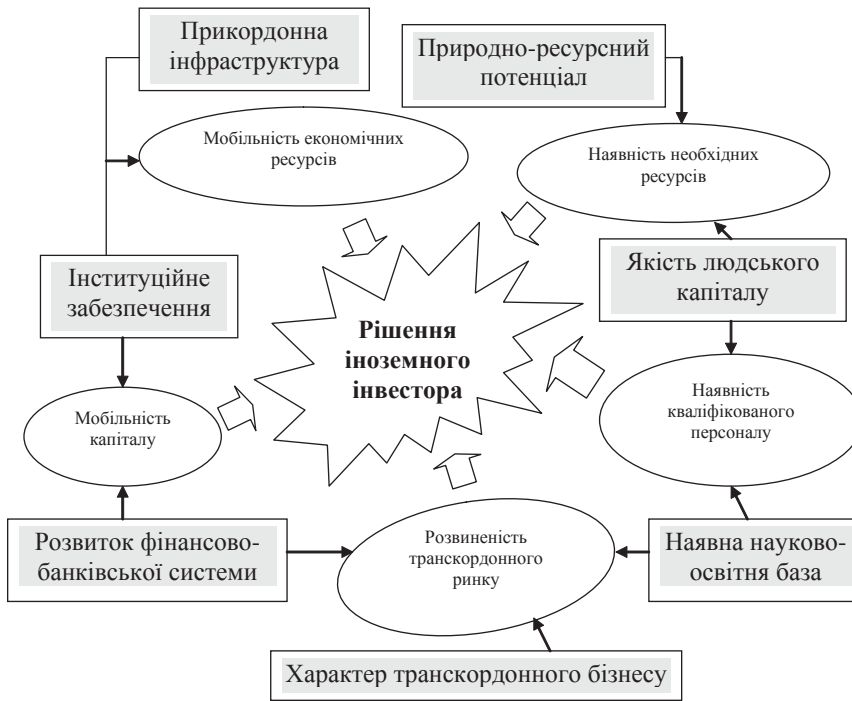 Прикордонна
інфраструктура
Природно-ресурсний
потенціал
Мобільність економічних
ресурсів
Наявність необхідних
ресурсів
Інституційне
забезпечення
Якість людського
капіталу
Рішення
іноземного
інвестора
Мобільність
капіталу
Наявність
кваліфікованого
персоналу
Розвиток фінансово-
банківської системи
Розвиненість
транскордонного
ринку
Наявна науково-
освітня база
Характер транскордонного бізнесу